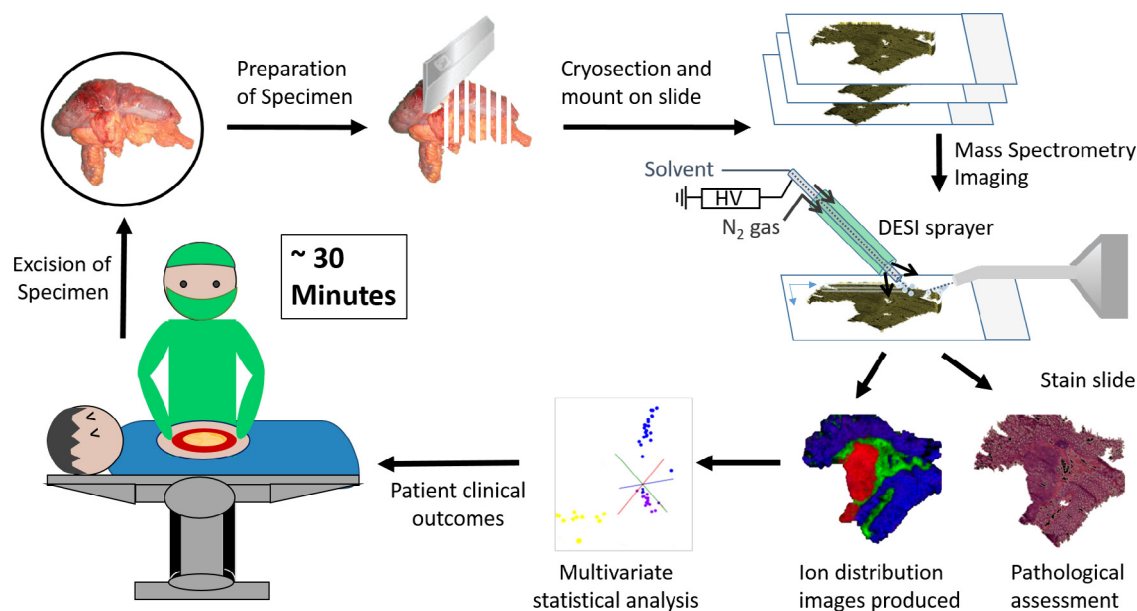 Preparation
of Specimen
Cryosection and
mount on slide
Mass Spectrometry
Imaging
Solvent
HV
N₂ gas
DESI sprayer
Excision of
Specimen
~ 30
Minutes
Stain slide
Patient clinical
outcomes
Multivariate
statistical analysis
Ion distribution
images produced
Pathological
assessment